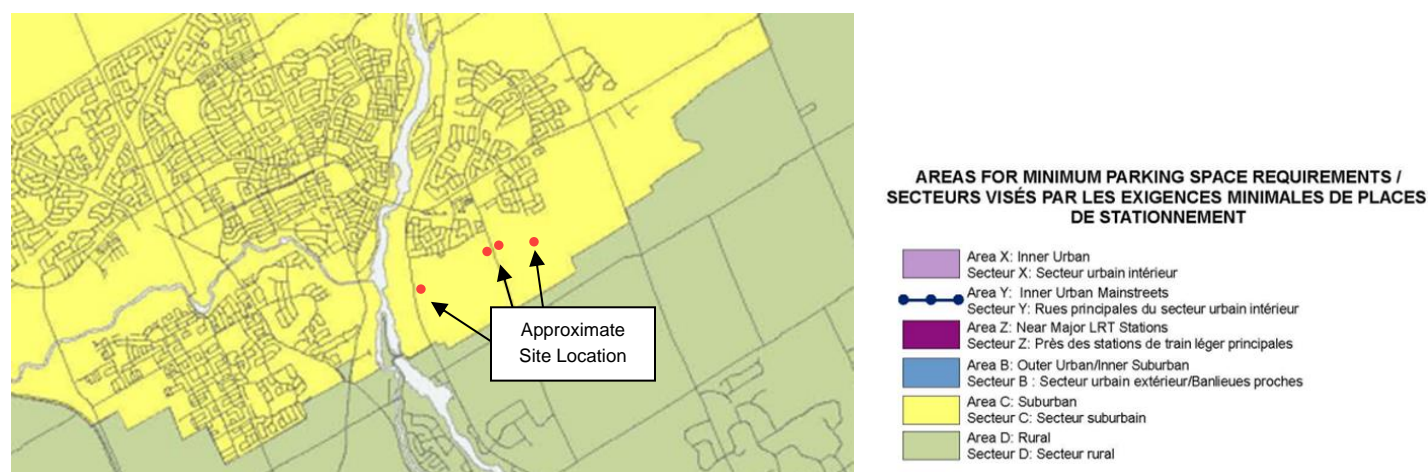 Approximate
Site Location
AREAS FOR MINIMUM PARKING SPACE REQUIREMENTS /
SECTEURS VISÉS PAR LES EXIGENCES MINIMALES DE PLACES
DE STATIONNEMENT
Area X: Inner Urban
Secteur X: Secteur urbain intérieur
Area Y: Inner Urban Mainstreets
Secteur Y: Rues principales du secteur urbain intérieur
Area Z: Near Major LRT Stations
Secteur Z: Près des stations de train léger principales
Area B: Outer Urban/Inner Suburban
Secteur B : Secteur urbain extérieur/Banlieues proches
Area C: Suburban
Secteur C: Secteur suburbain
Area D: Rural
Secteur D: Secteur rural